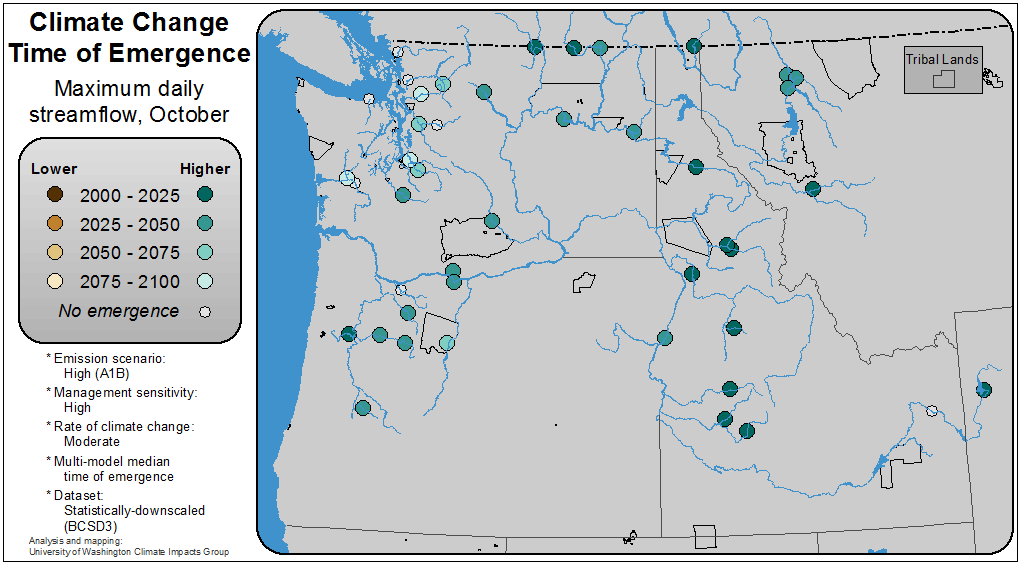 Climate Change
Time of Emergence
Maximum daily
streamflow, October
Lower Higher
2000 - 2025
2025 - 2050
2050 - 2075
2075 - 2100
No emergence
* Emission scenario:
High (A1B)
* Management sensitivity:
High
* Rate of climate change:
Moderate
* Multi-model median
time of emergence
* Dataset:
Statistically-downscaled
(BCSD3)
Analysis and mapping:
University of Washington Climate Impacts Group
Tribal Lands